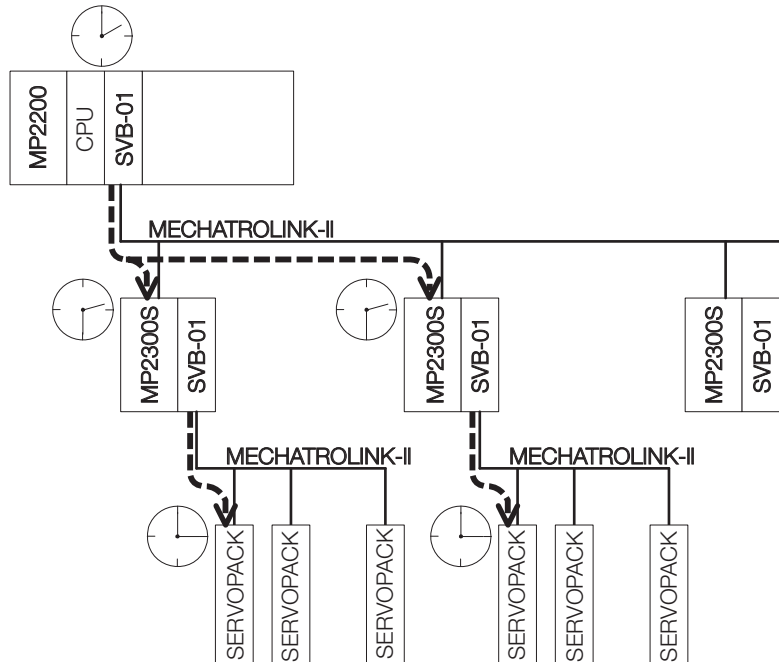 MP2200
CPU
SVB-01
MECHATROLINK-II
MP2300S
SVB-01
MP2300S
SVB-01
MP2300S
SVB-01
MECHATROLINK-II
MECHATROLINK-II
SERVOPACK
SERVOPACK
SERVOPACK
SERVOPACK
SERVOPACK
SERVOPACK